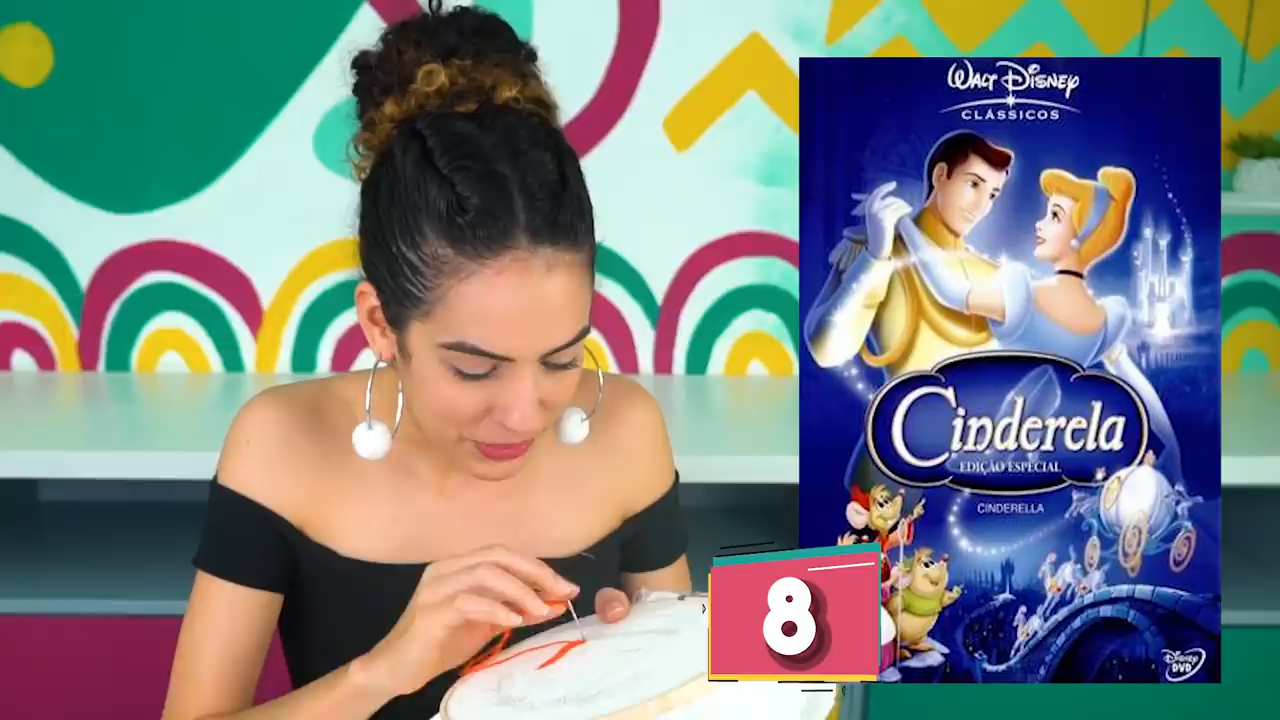 WALT DISNEY
CLÁSSICOS
Cinderela
EDIÇÃO ESPECIAL
CINDERELLA
8
DISNEY
DVD